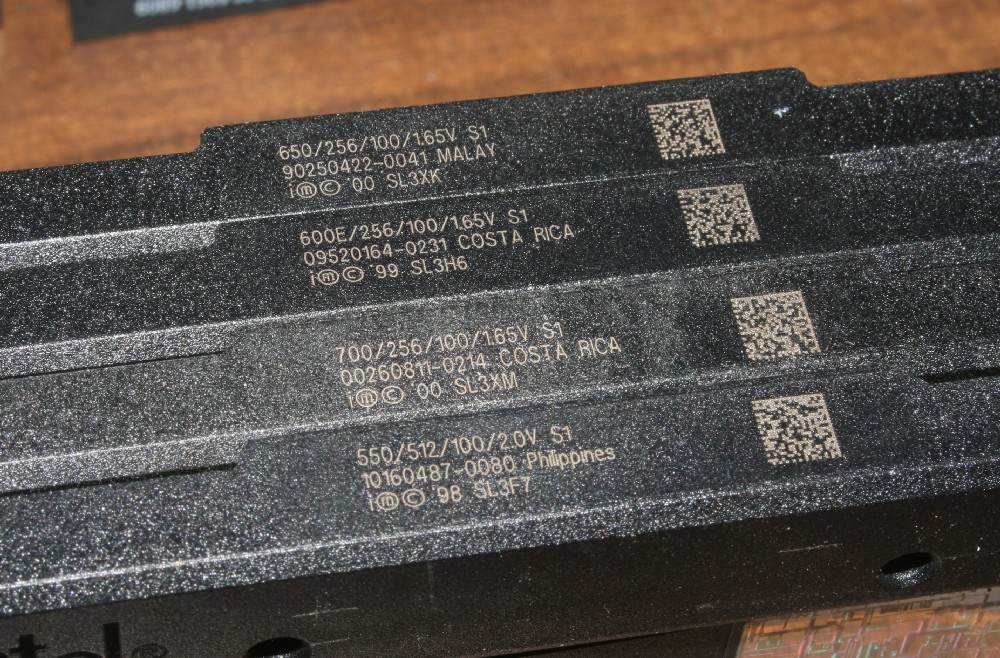 650/256/100/1.65V S1
90250422-0041 MALAY
i ⓜ © 00 SL3XK
600E/256/100/1.65V S1
09520164-0231 COSTA RICA
i ⓜ © '99 SL3H6
700/256/100/1.65V S1
00260811-0214 COSTA RICA
i ⓜ © 00 SL3XM
550/512/100/2.0V S1
10160487-0080 Philippines
i ⓜ © '98 SL3F7
tel®